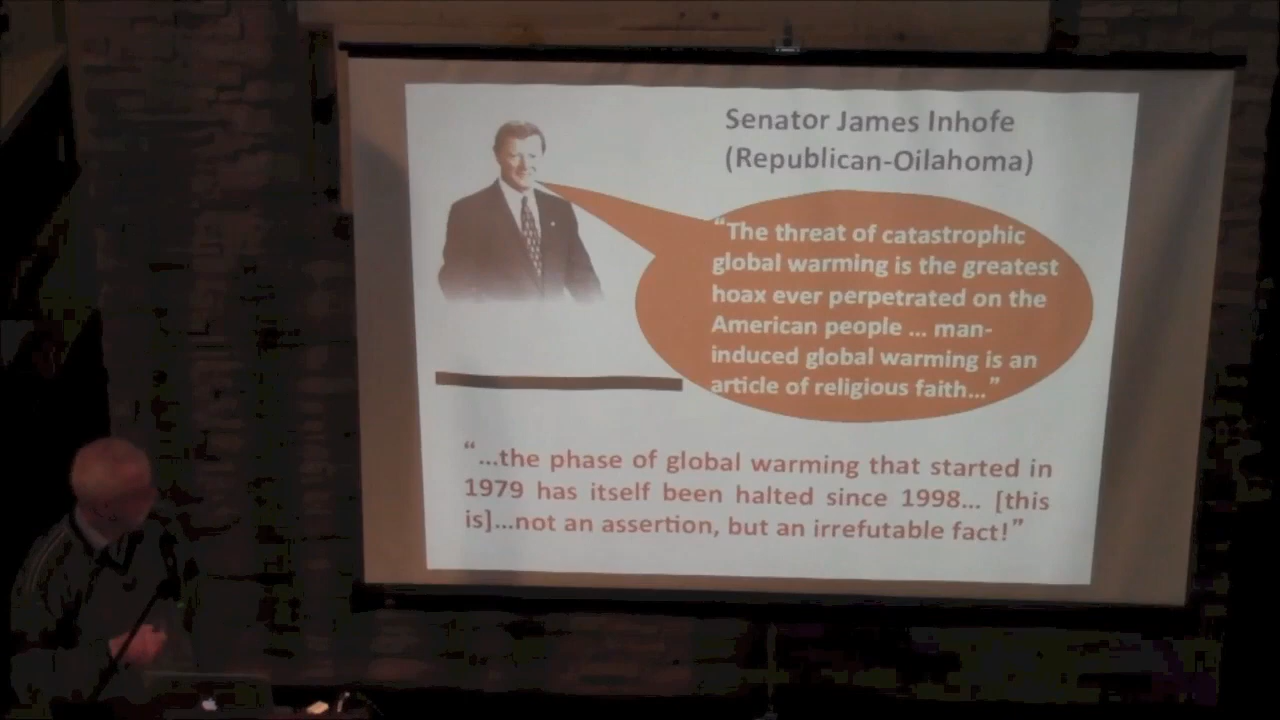 Senator James Inhofe
(Republican-Oilahoma)
“The threat of catastrophic
global warming is the greatest
hoax ever perpetrated on the
American people ... man-
induced global warming is an
article of religious faith...”
“...the phase of global warming that started in
1979 has itself been halted since 1998... [this
is]...not an assertion, but an irrefutable fact!”